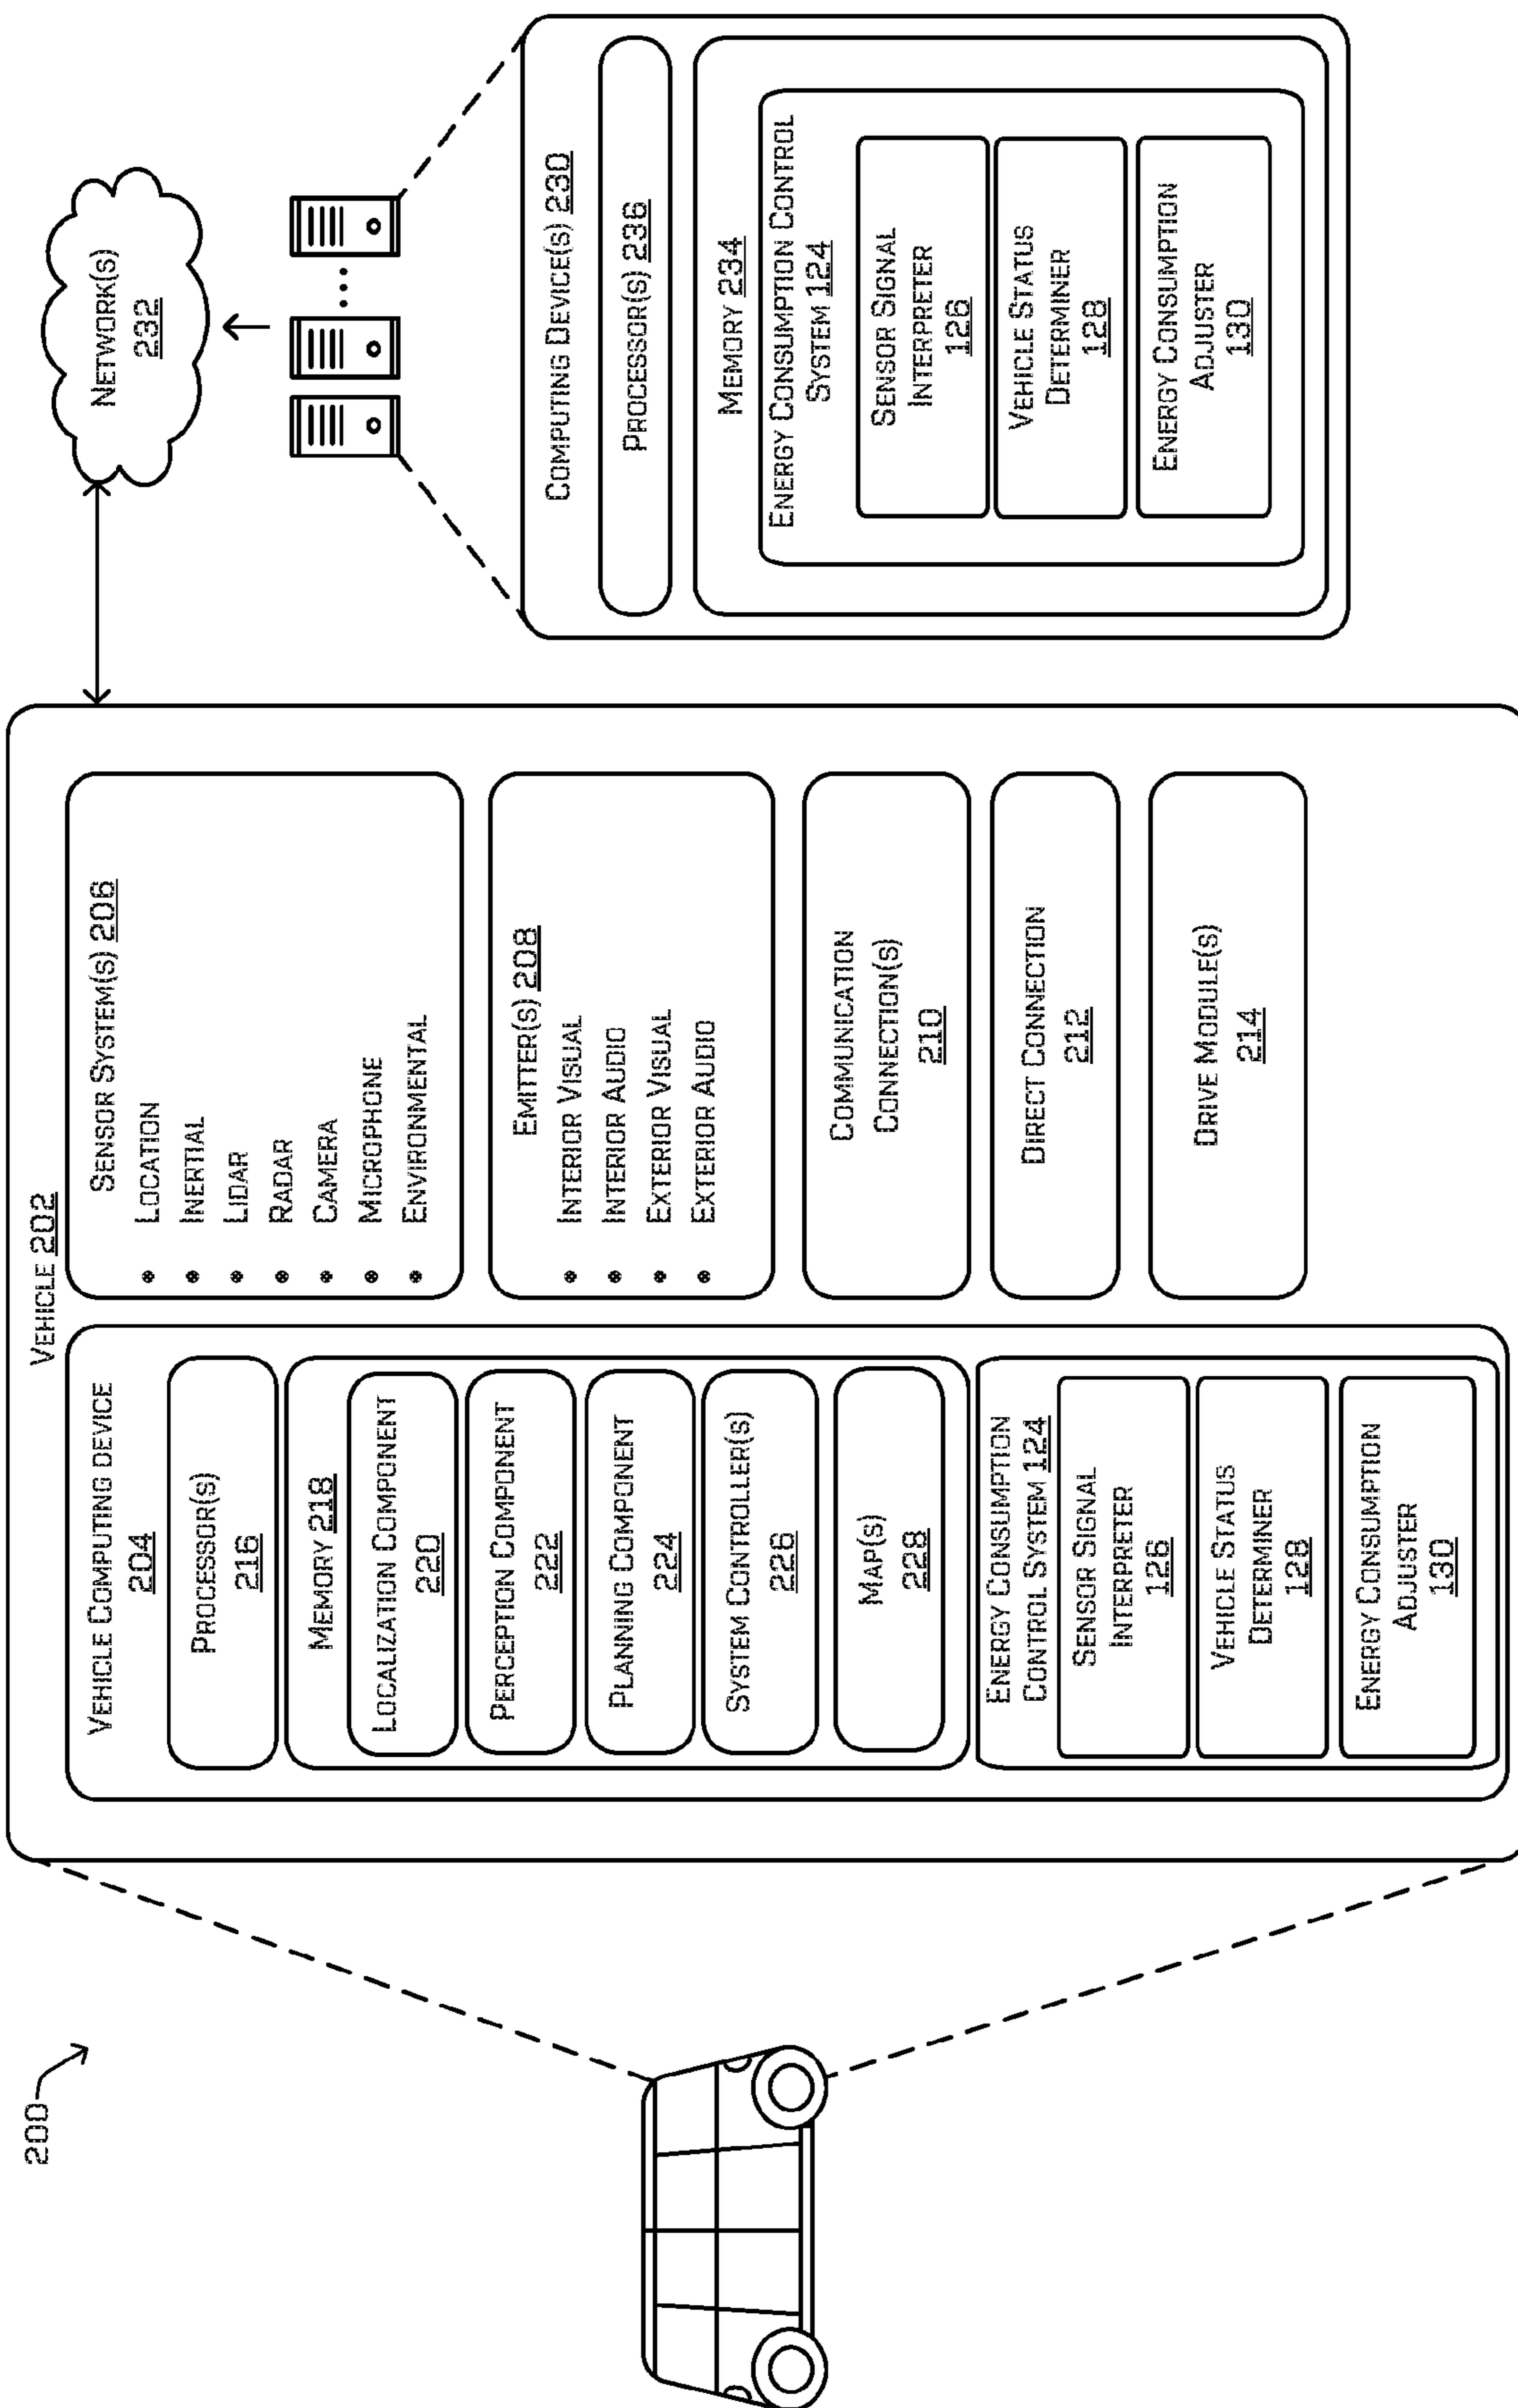 200
VEHICLE 202
VEHICLE COMPUTING DEVICE
204
PROCESSOR(S)
216
MEMORY 218
LOCALIZATION COMPONENT
220
PERCEPTION COMPONENT
222
PLANNING COMPONENT
224
SYSTEM CONTROLLER(S)
226
MAP(S)
228
ENERGY CONSUMPTION
CONTROL SYSTEM 124
SENSOR SIGNAL
INTERPRETER
126
VEHICLE STATUS
DETERMINER
128
ENERGY CONSUMPTION
ADJUSTER
130
SENSOR SYSTEM(S) 206
• LOCATION
• INERTIAL
• LIDAR
• RADAR
• CAMERA
• MICROPHONE
• ENVIRONMENTAL
EMITTER(S) 208
• INTERIOR VISUAL
• INTERIOR AUDIO
• EXTERIOR VISUAL
• EXTERIOR AUDIO
COMMUNICATION
CONNECTION(S)
210
DIRECT CONNECTION
212
DRIVE MODULE(S)
214
NETWORK(S)
232
COMPUTING DEVICE(S) 230
PROCESSOR(S) 236
MEMORY 234
ENERGY CONSUMPTION CONTROL
SYSTEM 124
SENSOR SIGNAL
INTERPRETER
126
VEHICLE STATUS
DETERMINER
128
ENERGY CONSUMPTION
ADJUSTER
130